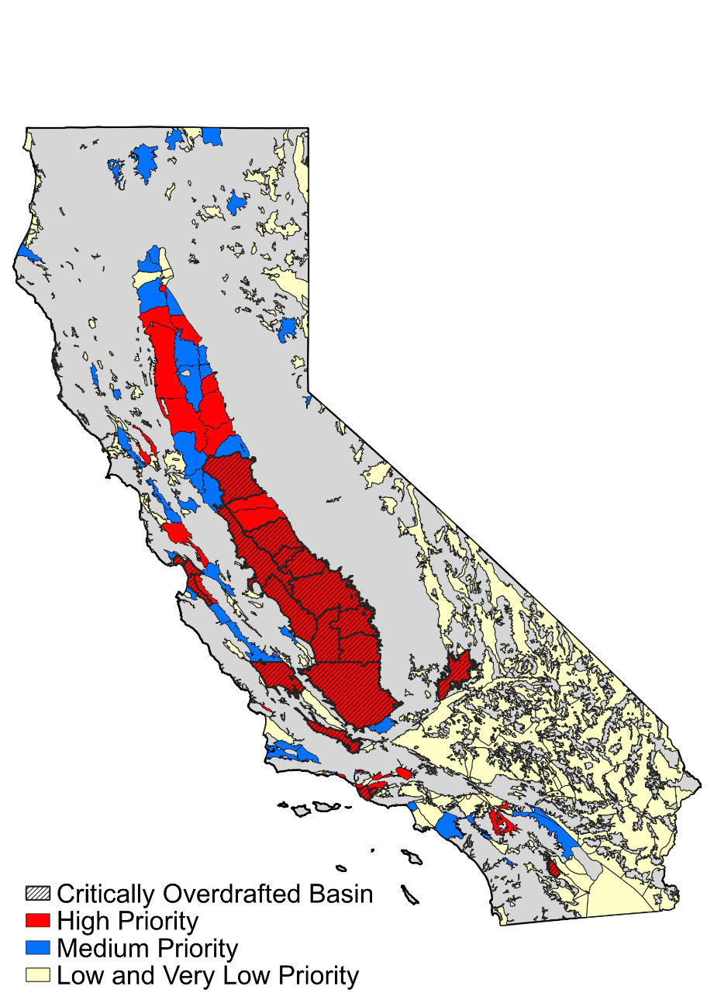 Critically Overdrafted Basin
High Priority
Medium Priority
Low and Very Low Priority